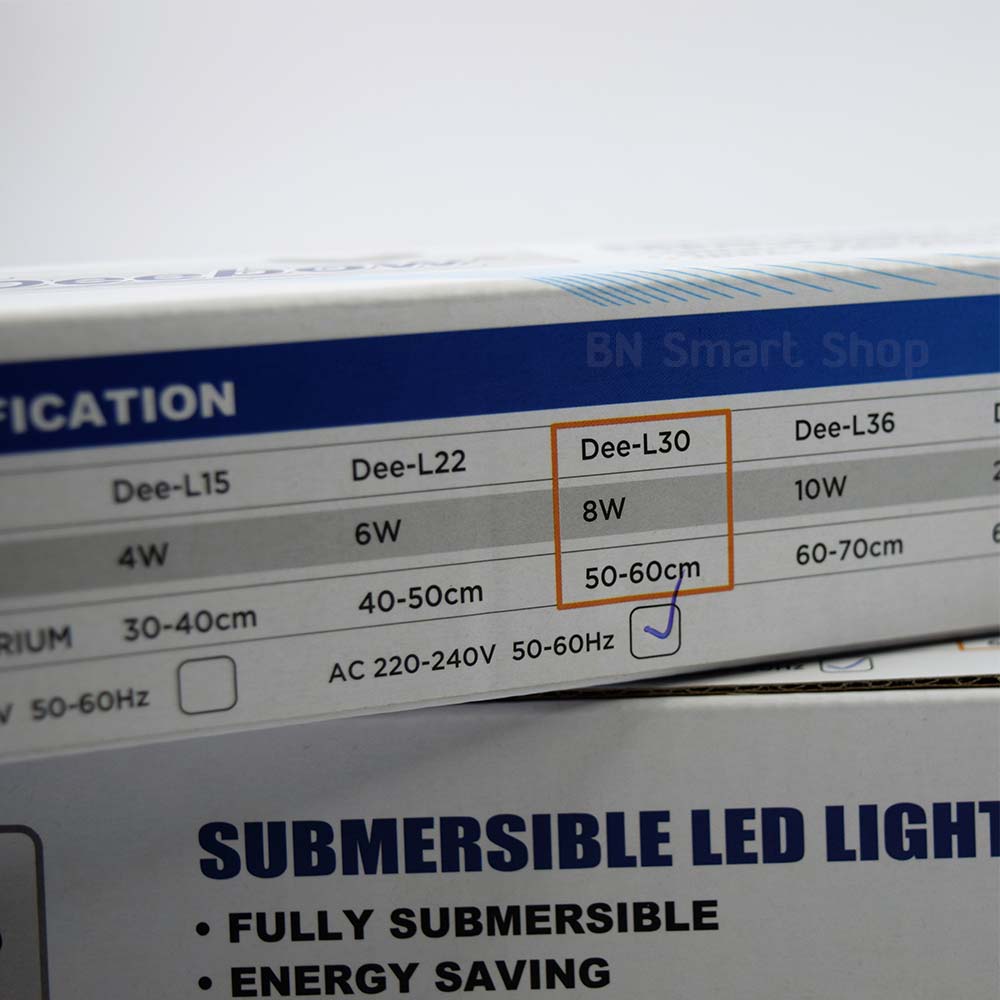 BN Smart Shop
FICATION
Dee-L15 Dee-L22 Dee-L30 Dee-L36
4W 6W 8W 10W
RIUM 30-40cm 40-50cm 50-60cm 60-70cm
V 50-60Hz AC 220-240V 50-60Hz
SUBMERSIBLE LED LIGHT
• FULLY SUBMERSIBLE
• ENERGY SAVING